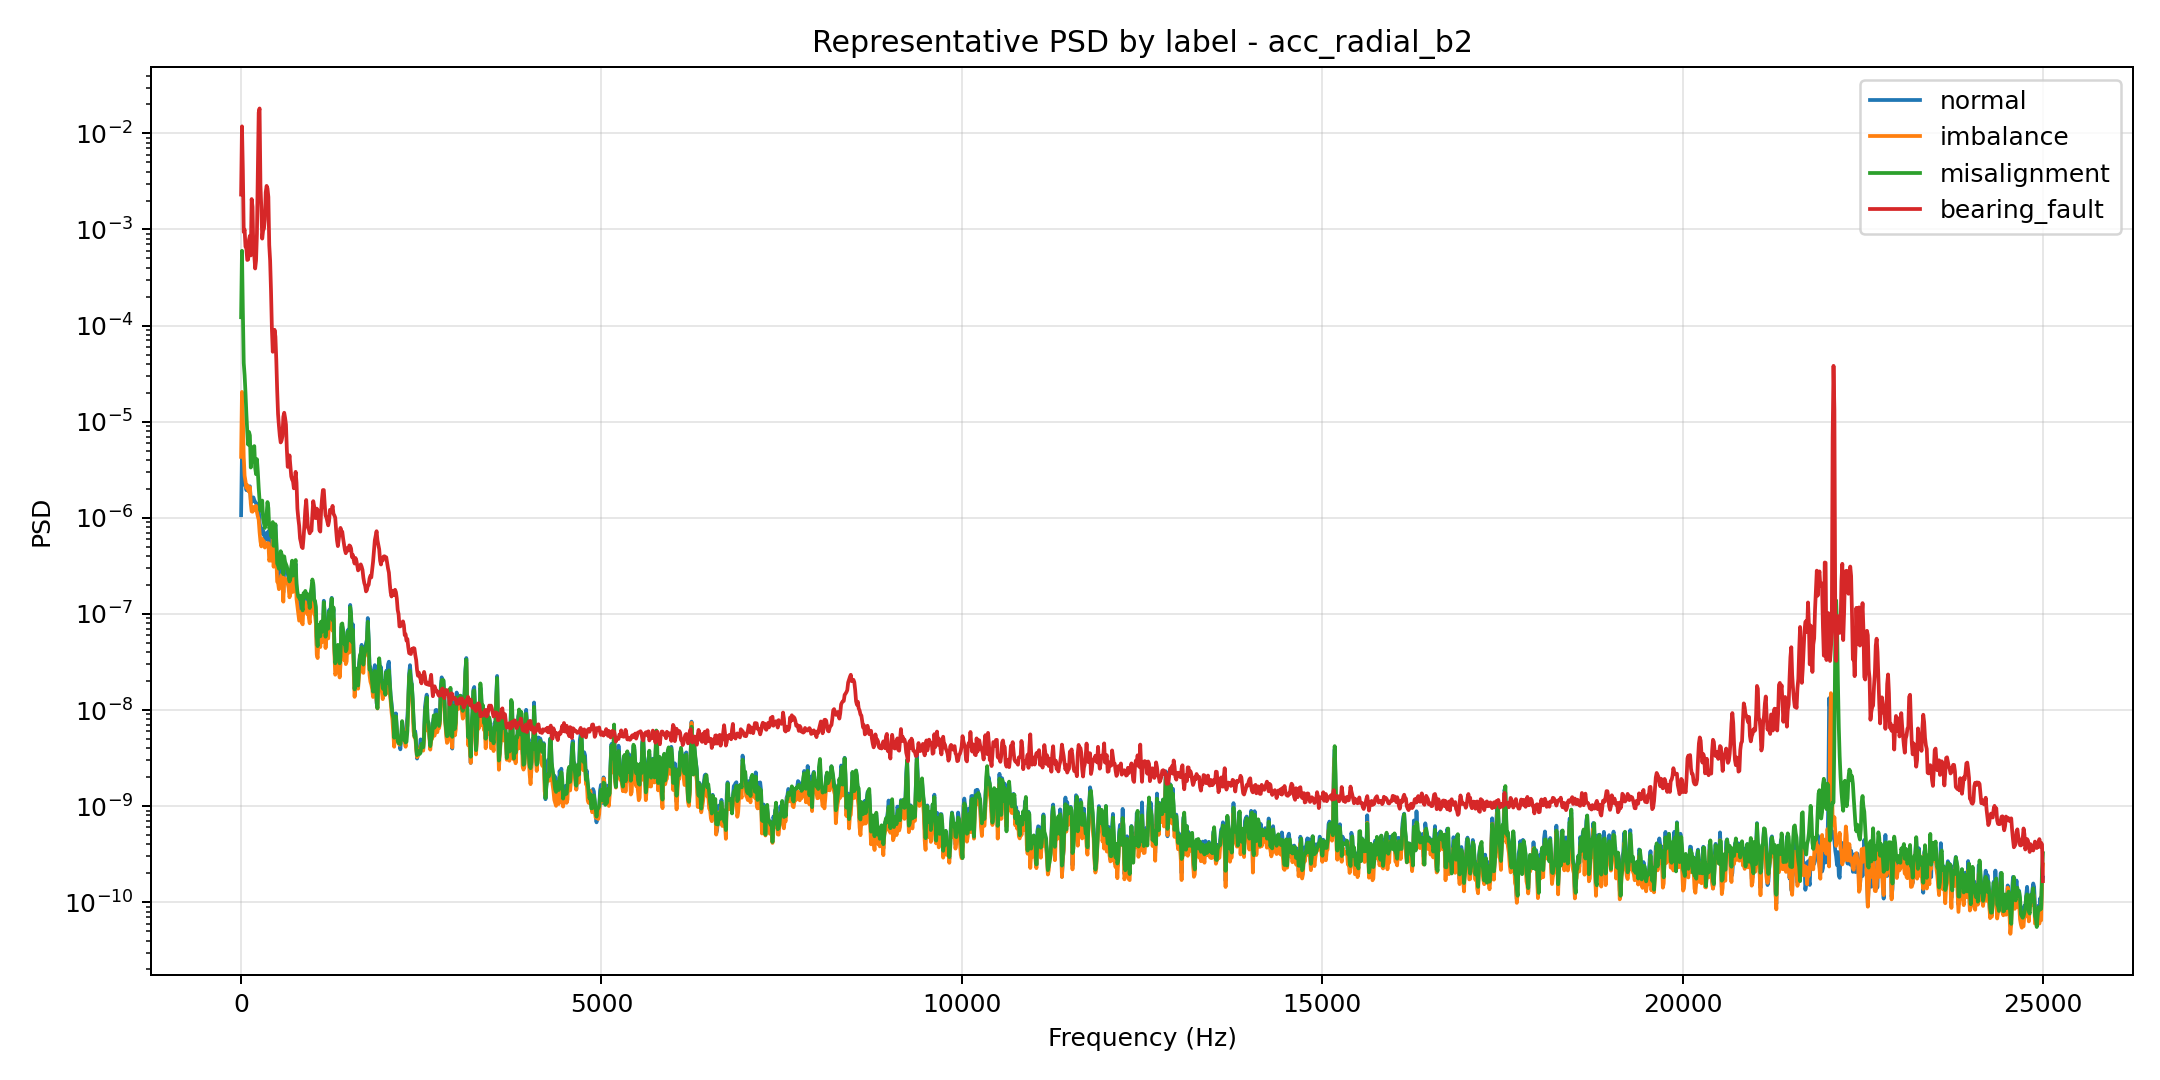 Representative PSD by label - acc_radial_b2
normal
imbalance
misalignment
bearing_fault
10⁻²
10⁻³
10⁻⁴
10⁻⁵
10⁻⁶
10⁻⁷
10⁻⁸
10⁻⁹
10⁻¹⁰
PSD
0 5000 10000 15000 20000 25000
Frequency (Hz)